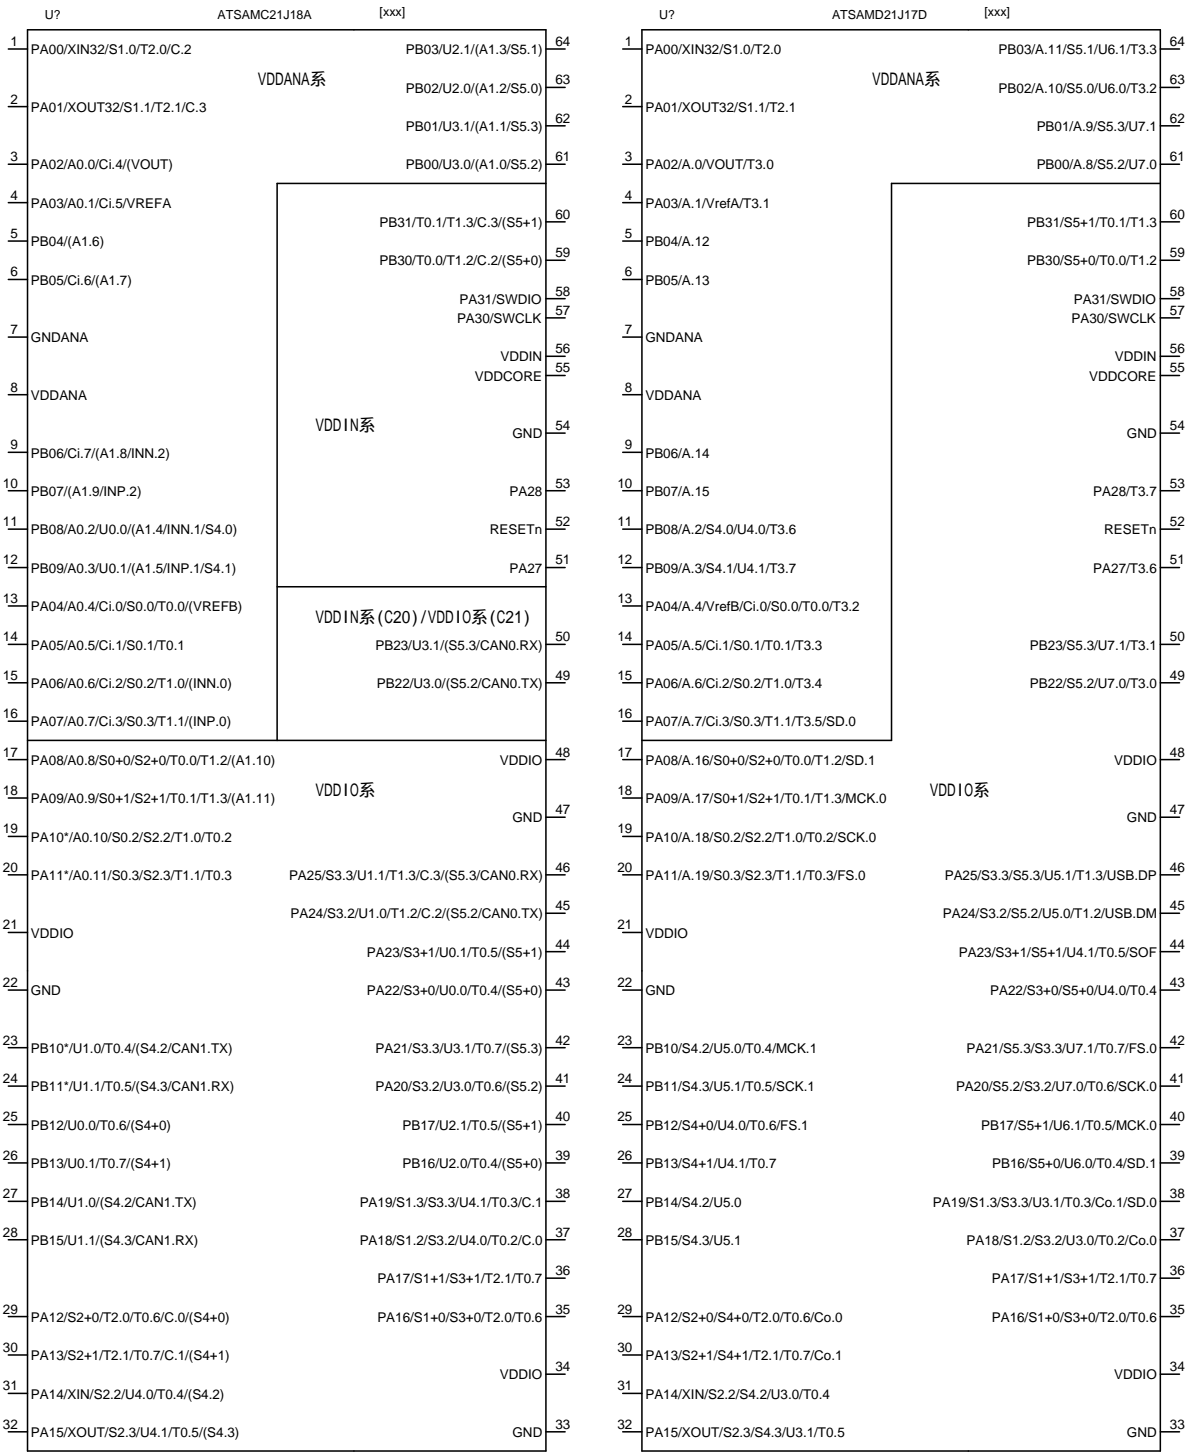 U? ATSAMC21J18A [xxx]
1 PA00/XIN32/S1.0/T2.0/C.2
VDDANA系
2 PA01/XOUT32/S1.1/T2.1/C.3
3 PA02/A0.0/Ci.4/(VOUT)
4 PA03/A0.1/Ci.5/VREFA
5 PB04/(A1.6)
6 PB05/Ci.6/(A1.7)
7 GNDANA
8 VDDANA
9 PB06/Ci.7/(A1.8/INN.2)
10 PB07/(A1.9/INP.2)
11 PB08/A0.2/U0.0/(A1.4/INN.1/S4.0)
12 PB09/A0.3/U0.1/(A1.5/INP.1/S4.1)
13 PA04/A0.4/Ci.0/S0.0/T0.0/(VREFB)
14 PA05/A0.5/Ci.1/S0.1/T0.1
15 PA06/A0.6/Ci.2/S0.2/T1.0/(INN.0)
16 PA07/A0.7/Ci.3/S0.3/T1.1/(INP.0)
17 PA08/A0.8/S0+0/S2+0/T0.0/T1.2/(A1.10)
18 PA09/A0.9/S0+1/S2+1/T0.1/T1.3/(A1.11)
19 PA10*/A0.10/S0.2/S2.2/T1.0/T0.2
20 PA11*/A0.11/S0.3/S2.3/T1.1/T0.3
21 VDDIO
22 GND
23 PB10*/U1.0/T0.4/(S4.2/CAN1.TX)
24 PB11*/U1.1/T0.5/(S4.3/CAN1.RX)
25 PB12/U0.0/T0.6/(S4+0)
26 PB13/U0.1/T0.7/(S4+1)
27 PB14/U1.0/(S4.2/CAN1.TX)
28 PB15/U1.1/(S4.3/CAN1.RX)
29 PA12/S2+0/T2.0/T0.6/C.0/(S4+0)
30 PA13/S2+1/T2.1/T0.7/C.1/(S4+1)
31 PA14/XIN/S2.2/U4.0/T0.4/(S4.2)
32 PA15/XOUT/S2.3/U4.1/T0.5/(S4.3)
PB03/U2.1/(A1.3/S5.1) 64
PB02/U2.0/(A1.2/S5.0) 63
PB01/U3.1/(A1.1/S5.3) 62
PB00/U3.0/(A1.0/S5.2) 61
PB31/T0.1/T1.3/C.3/(S5+1) 60
PB30/T0.0/T1.2/C.2/(S5+0) 59
PA31/SWDIO 58
PA30/SWCLK 57
VDDIN 56
VDDCORE 55
VDDIN系
GND 54
PA28 53
RESETn 52
PA27 51
VDDIN系(C20)/VDDIO系(C21)
PB23/U3.1/(S5.3/CAN0.RX) 50
PB22/U3.0/(S5.2/CAN0.TX) 49
VDDIO 48
VDDIO系
GND 47
PA25/S3.3/U1.1/T1.3/C.3/(S5.3/CAN0.RX) 46
PA24/S3.2/U1.0/T1.2/C.2/(S5.2/CAN0.TX) 45
PA23/S3+1/U0.1/T0.5/(S5+1) 44
PA22/S3+0/U0.0/T0.4/(S5+0) 43
PA21/S3.3/U3.1/T0.7/(S5.3) 42
PA20/S3.2/U3.0/T0.6/(S5.2) 41
PB17/U2.1/T0.5/(S5+1) 40
PB16/U2.0/T0.4/(S5+0) 39
PA19/S1.3/S3.3/U4.1/T0.3/C.1 38
PA18/S1.2/S3.2/U4.0/T0.2/C.0 37
PA17/S1+1/S3+1/T2.1/T0.7 36
PA16/S1+0/S3+0/T2.0/T0.6 35
VDDIO 34
GND 33
U? ATSAMD21J17D [xxx]
1 PA00/XIN32/S1.0/T2.0
VDDANA系
2 PA01/XOUT32/S1.1/T2.1
3 PA02/A.0/VOUT/T3.0
4 PA03/A.1/VrefA/T3.1
5 PB04/A.12
6 PB05/A.13
7 GNDANA
8 VDDANA
9 PB06/A.14
10 PB07/A.15
11 PB08/A.2/S4.0/U4.0/T3.6
12 PB09/A.3/S4.1/U4.1/T3.7
13 PA04/A.4/VrefB/Ci.0/S0.0/T0.0/T3.2
14 PA05/A.5/Ci.1/S0.1/T0.1/T3.3
15 PA06/A.6/Ci.2/S0.2/T1.0/T3.4
16 PA07/A.7/Ci.3/S0.3/T1.1/T3.5/SD.0
17 PA08/A.16/S0+0/S2+0/T0.0/T1.2/SD.1
18 PA09/A.17/S0+1/S2+1/T0.1/T1.3/MCK.0
19 PA10/A.18/S0.2/S2.2/T1.0/T0.2/SCK.0
20 PA11/A.19/S0.3/S2.3/T1.1/T0.3/FS.0
21 VDDIO
22 GND
23 PB10/S4.2/U5.0/T0.4/MCK.1
24 PB11/S4.3/U5.1/T0.5/SCK.1
25 PB12/S4+0/U4.0/T0.6/FS.1
26 PB13/S4+1/U4.1/T0.7
27 PB14/S4.2/U5.0
28 PB15/S4.3/U5.1
29 PA12/S2+0/S4+0/T2.0/T0.6/Co.0
30 PA13/S2+1/S4+1/T2.1/T0.7/Co.1
31 PA14/XIN/S2.2/S4.2/U3.0/T0.4
32 PA15/XOUT/S2.3/S4.3/U3.1/T0.5
PB03/A.11/S5.1/U6.1/T3.3 64
PB02/A.10/S5.0/U6.0/T3.2 63
PB01/A.9/S5.3/U7.1 62
PB00/A.8/S5.2/U7.0 61
PB31/S5+1/T0.1/T1.3 60
PB30/S5+0/T0.0/T1.2 59
PA31/SWDIO 58
PA30/SWCLK 57
VDDIN 56
VDDCORE 55
GND 54
PA28/T3.7 53
RESETn 52
PA27/T3.6 51
PB23/S5.3/U7.1/T3.1 50
PB22/S5.2/U7.0/T3.0 49
VDDIO 48
VDDIO系
GND 47
PA25/S3.3/S5.3/U5.1/T1.3/USB.DP 46
PA24/S3.2/S5.2/U5.0/T1.2/USB.DM 45
PA23/S3+1/S5+1/U4.1/T0.5/SOF 44
PA22/S3+0/S5+0/U4.0/T0.4 43
PA21/S5.3/S3.3/U7.1/T0.7/FS.0 42
PA20/S5.2/S3.2/U7.0/T0.6/SCK.0 41
PB17/S5+1/U6.1/T0.5/MCK.0 40
PB16/S5+0/U6.0/T0.4/SD.1 39
PA19/S1.3/S3.3/U3.1/T0.3/Co.1/SD.0 38
PA18/S1.2/S3.2/U3.0/T0.2/Co.0 37
PA17/S1+1/S3+1/T2.1/T0.7 36
PA16/S1+0/S3+0/T2.0/T0.6 35
VDDIO 34
GND 33